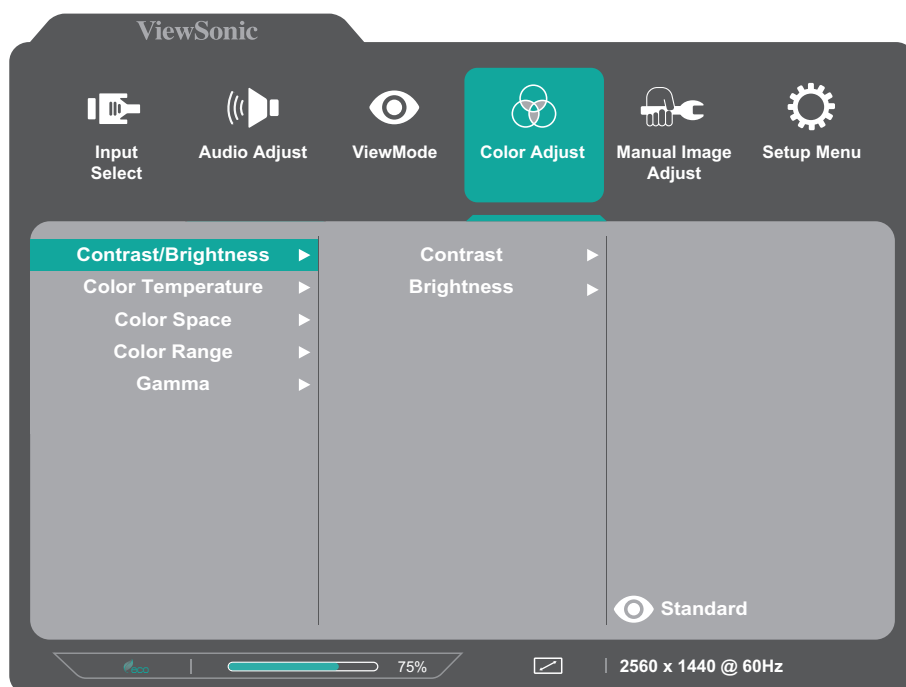 ViewSonic
Input
Select
Audio Adjust
ViewMode
Color Adjust
Manual Image
Adjust
Setup Menu
Contrast/Brightness
Color Temperature
Color Space
Color Range
Gamma
Contrast
Brightness
Standard
eco
75%
2560 x 1440 @ 60Hz